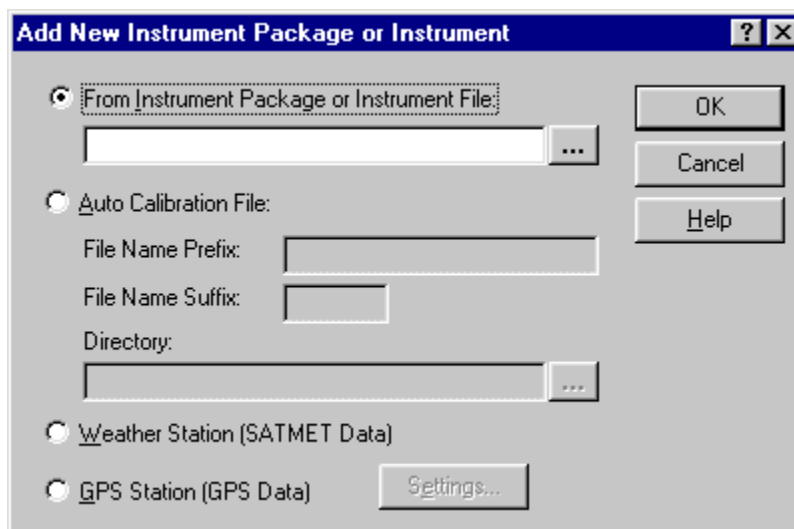 Add New Instrument Package or Instrument
From Instrument Package or Instrument File:
...
OK
Cancel
Help
Auto Calibration File:
File Name Prefix:
File Name Suffix:
Directory:
...
Weather Station (SATMET Data)
GPS Station (GPS Data)
Settings...